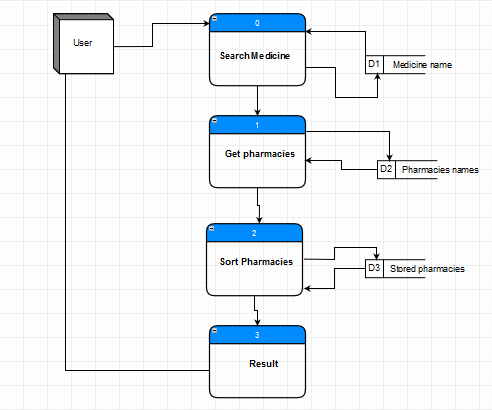 0
User
Search Medicine
D1 Medicine name
1
Get pharmacies
D2 Pharmacies names
2
Sort Pharmacies
D3 Stored pharmacies
3
Result